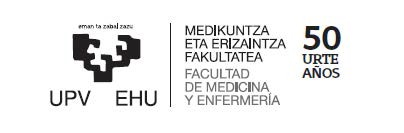 eman ta zabal zazu
UPV EHU
MEDIKUNTZA
ETA ERIZAINTZA
FAKULTATEA
FACULTAD
DE MEDICINA
Y ENFERMERÍA
50
URTE
AÑOS